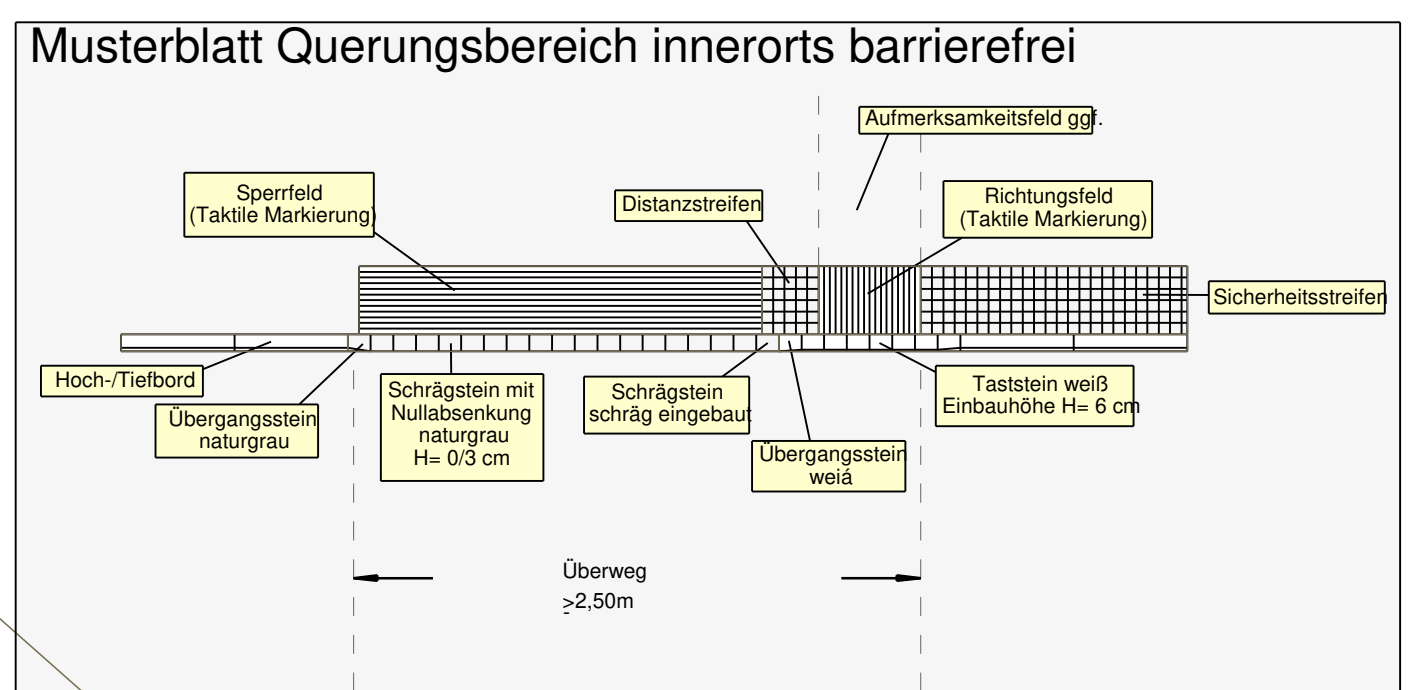 Musterblatt Querungsbereich innerorts barrierefrei
Aufmerksamkeitsfeld ggf.
Sperrfeld
(Taktile Markierung)
Distanzstreifen
Richtungsfeld
(Taktile Markierung)
Sicherheitsstreifen
Hoch-/Tiefbord
Übergangsstein
naturgrau
Schrägstein mit
Nullabsenkung
naturgrau
H= 0/3 cm
Schrägstein
schräg eingebaut
Übergangsstein
weiá
Taststein weiß
Einbauhöhe H= 6 cm
Überweg
≥2,50m